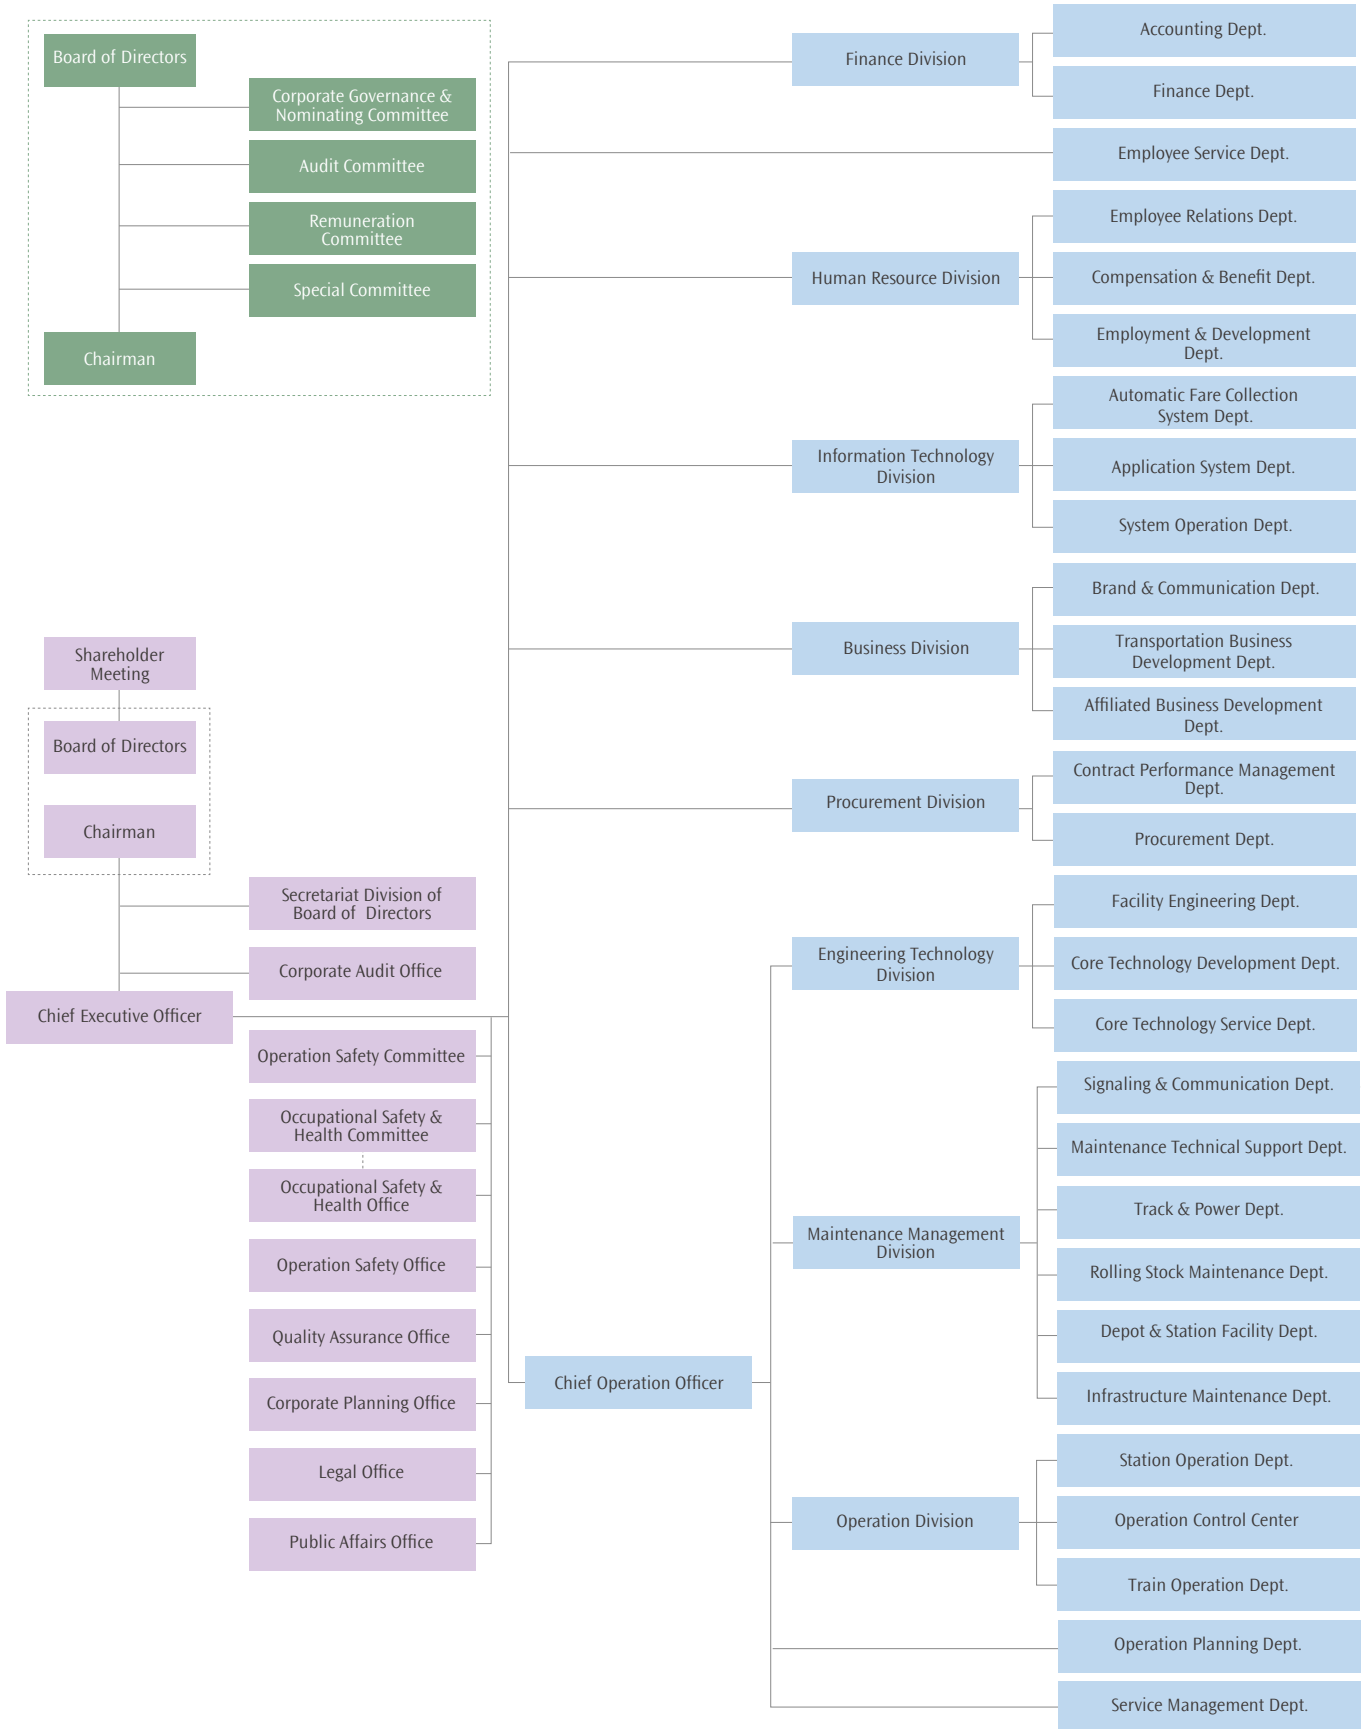 Board of Directors
Corporate Governance &
Nominating Committee
Audit Committee
Remuneration
Committee
Special Committee
Chairman
Shareholder
Meeting
Board of Directors
Chairman
Secretariat Division of
Board of  Directors
Corporate Audit Office
Chief Executive Officer
Operation Safety Committee
Occupational Safety &
Health Committee
Occupational Safety &
Health Office
Operation Safety Office
Quality Assurance Office
Corporate Planning Office
Legal Office
Public Affairs Office
Finance Division
Accounting Dept.
Finance Dept.
Employee Service Dept.
Human Resource Division
Employee Relations Dept.
Compensation & Benefit Dept.
Employment & Development
Dept.
Information Technology
Division
Automatic Fare Collection
System Dept.
Application System Dept.
System Operation Dept.
Business Division
Brand & Communication Dept.
Transportation Business
Development Dept.
Affiliated Business Development
Dept.
Procurement Division
Contract Performance Management
Dept.
Procurement Dept.
Chief Operation Officer
Engineering Technology
Division
Facility Engineering Dept.
Core Technology Development Dept.
Core Technology Service Dept.
Maintenance Management
Division
Signaling & Communication Dept.
Maintenance Technical Support Dept.
Track & Power Dept.
Rolling Stock Maintenance Dept.
Depot & Station Facility Dept.
Infrastructure Maintenance Dept.
Operation Division
Station Operation Dept.
Operation Control Center
Train Operation Dept.
Operation Planning Dept.
Service Management Dept.